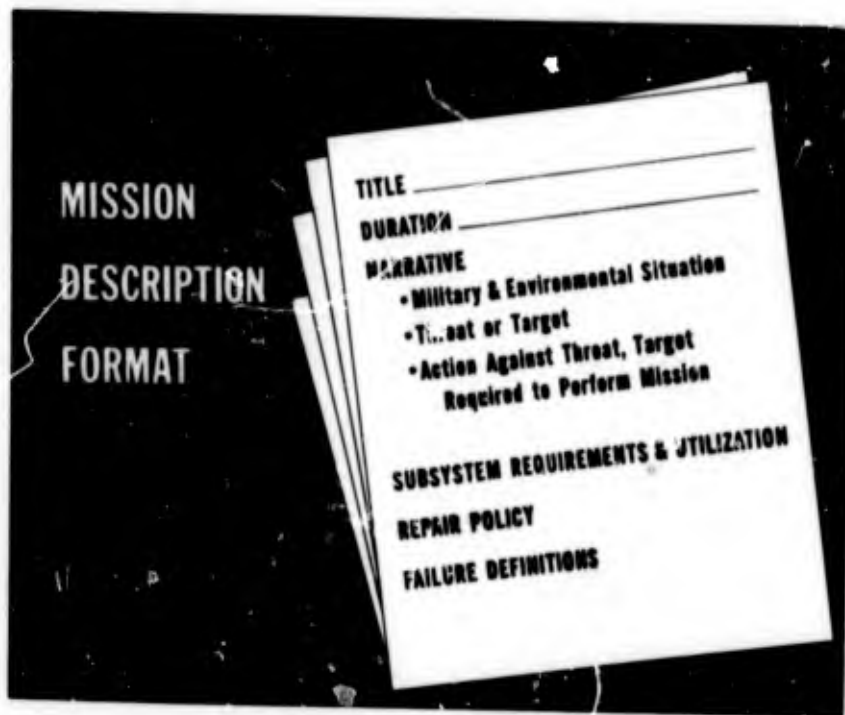 MISSION
DESCRIPTION
FORMAT
TITLE
DURATION
NARRATIVE
•Military & Environmental Situation
•Threat or Target
•Action Against Threat, Target
Required to Perform Mission
SUBSYSTEM REQUIREMENTS & UTILIZATION
REPAIR POLICY
FAILURE DEFINITIONS